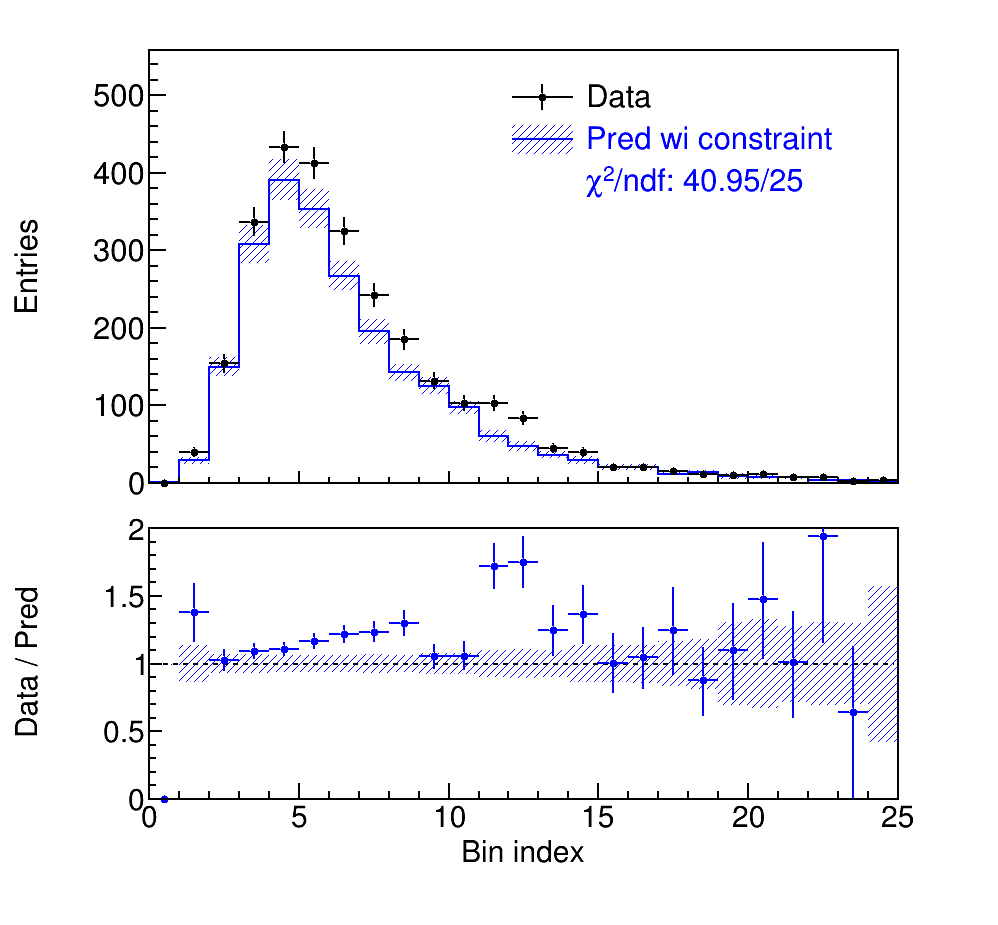 500
400
300
200
100
0
Entries
Data
Pred wi constraint
χ²/ndf: 40.95/25
2
1.5
1
0.5
0
Data / Pred
0 5 10 15 20 25
Bin index